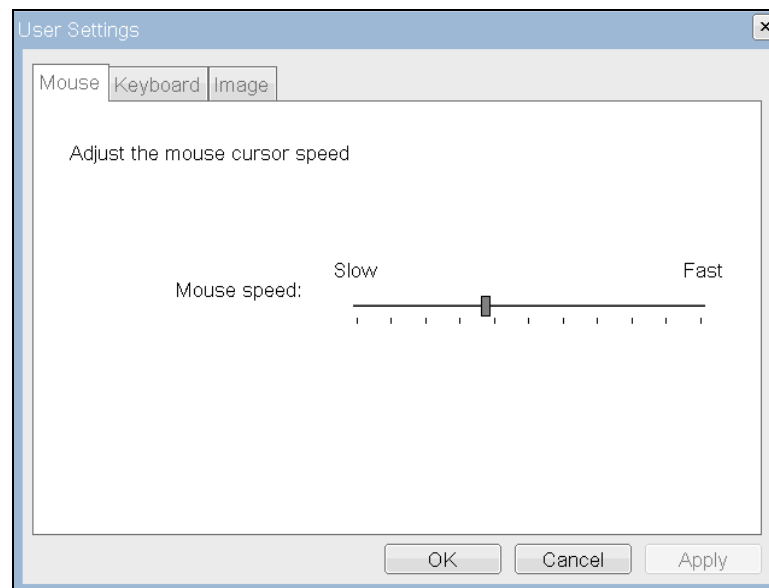 User Settings
Mouse Keyboard Image
Adjust the mouse cursor speed
Slow Fast
Mouse speed:
OK Cancel Apply